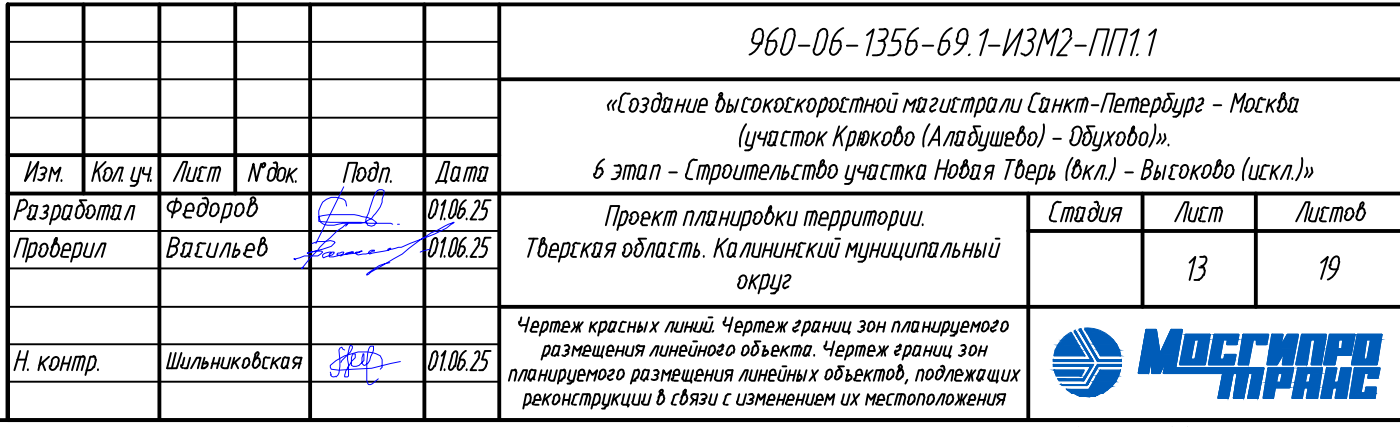 960-06-1356-69.1-ИЗМ2-ПП1.1
«Создание высокоскоростной магистрали Санкт-Петербург – Москва
(участок Крюково (Алабушево) – Обухово)».
6 этап – Строительство участка Новая Тверь (вкл.) – Высоково (искл.)»
Изм. Кол. уч. Лист № док. Подп. Дата
Разработал Федоров 01.06.25
Проверил Васильев 01.06.25
Н. контр. Шильниковская 01.06.25
Проект планировки территории.
Тверская область. Калининский муниципальный
округ
Стадия Лист Листов
13 19
Чертеж красных линий. Чертеж границ зон планируемого
размещения линейного объекта. Чертеж границ зон
планируемого размещения линейных объектов, подлежащих
реконструкции в связи с изменением их местоположения
Мосгипро
транс